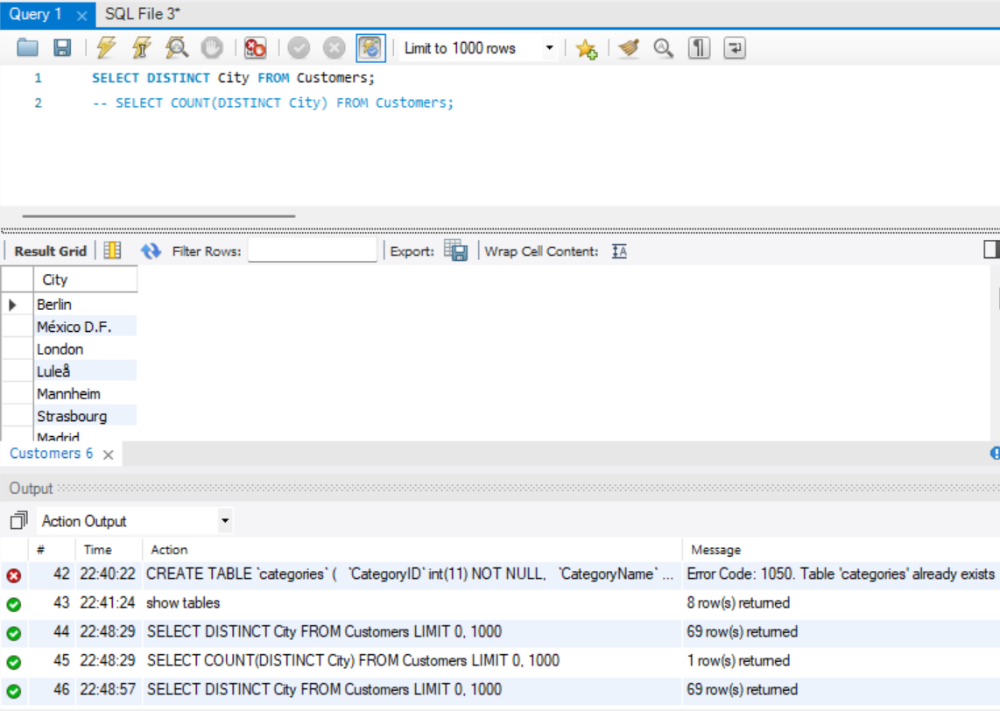 Query 1 SQL File 3*
Limit to 1000 rows
1 SELECT DISTINCT City FROM Customers;
2 -- SELECT COUNT(DISTINCT City) FROM Customers;
Result Grid Filter Rows: Export: Wrap Cell Content:
City
Berlin
México D.F.
London
Luleå
Mannheim
Strasbourg
Madrid
Customers 6
Output
Action Output
# Time Action Message
42 22:40:22 CREATE TABLE `categories` ( `CategoryID` int(11) NOT NULL, `CategoryName` ... Error Code: 1050. Table 'categories' already exists
43 22:41:24 show tables 8 row(s) returned
44 22:48:29 SELECT DISTINCT City FROM Customers LIMIT 0, 1000 69 row(s) returned
45 22:48:29 SELECT COUNT(DISTINCT City) FROM Customers LIMIT 0, 1000 1 row(s) returned
46 22:48:57 SELECT DISTINCT City FROM Customers LIMIT 0, 1000 69 row(s) returned